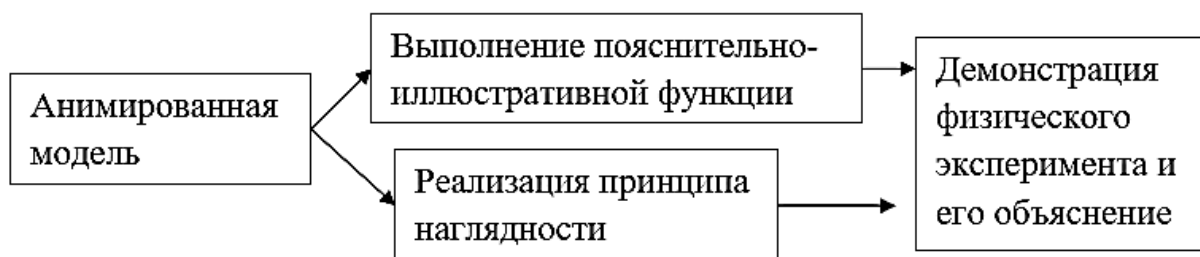 Анимированная
модель
Выполнение пояснительно-
иллюстративной функции
Реализация принципа
наглядности
Демонстрация
физического
эксперимента и
его объяснение